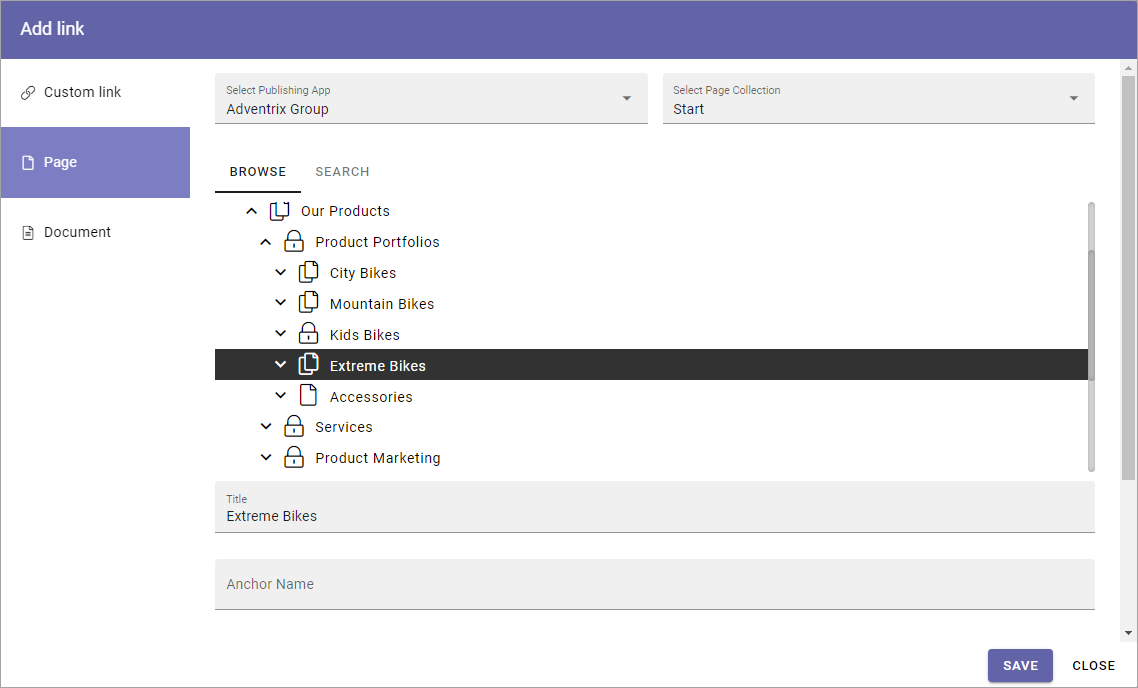 Add link
Custom link
Page
Document
Select Publishing App
Adventrix Group
Select Page Collection
Start
BROWSE
SEARCH
Our Products
Product Portfolios
City Bikes
Mountain Bikes
Kids Bikes
Extreme Bikes
Accessories
Services
Product Marketing
Title
Extreme Bikes
Anchor Name
SAVE
CLOSE